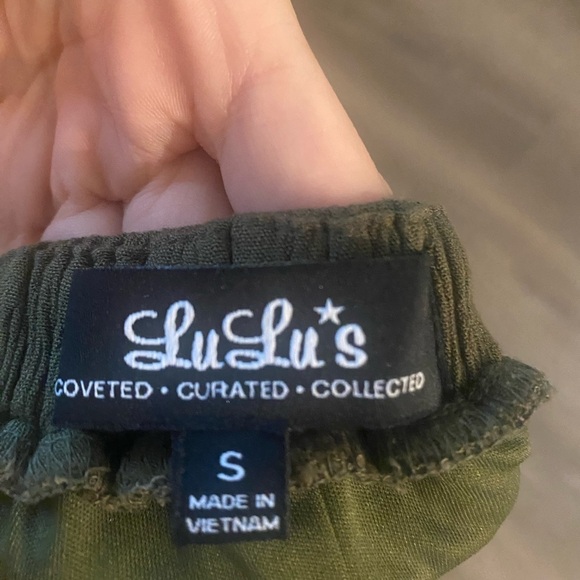 LuLu*s
COVETED • CURATED • COLLECTED
S
MADE IN
VIETNAM